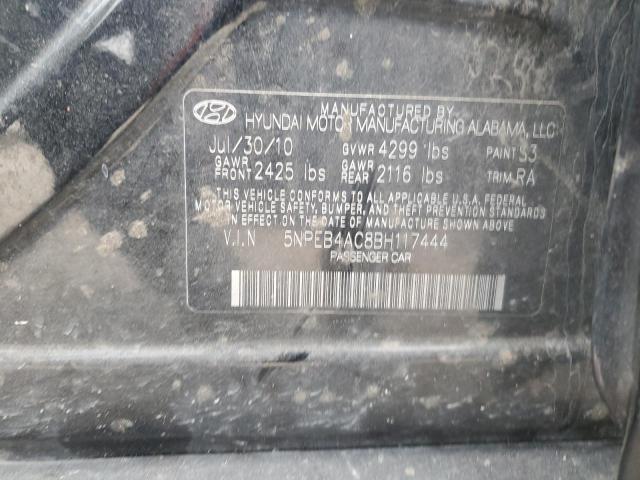 MANUFACTURED BY
HYUNDAI MOTOR MANUFACTURING ALABAMA, LLC
Jul/30/10 GVWR 4299 lbs PAINT S3
GAWR FRONT 2425 lbs GAWR REAR 2116 lbs TRIM RA
THIS VEHICLE CONFORMS TO ALL APPLICABLE U.S.A. FEDERAL
MOTOR VEHICLE SAFETY, BUMPER, AND THEFT PREVENTION STANDARDS
IN EFFECT ON THE DATE OF MANUFACTURE SHOWN ABOVE.
V.I.N 5NPEB4AC8BH117444
PASSENGER CAR